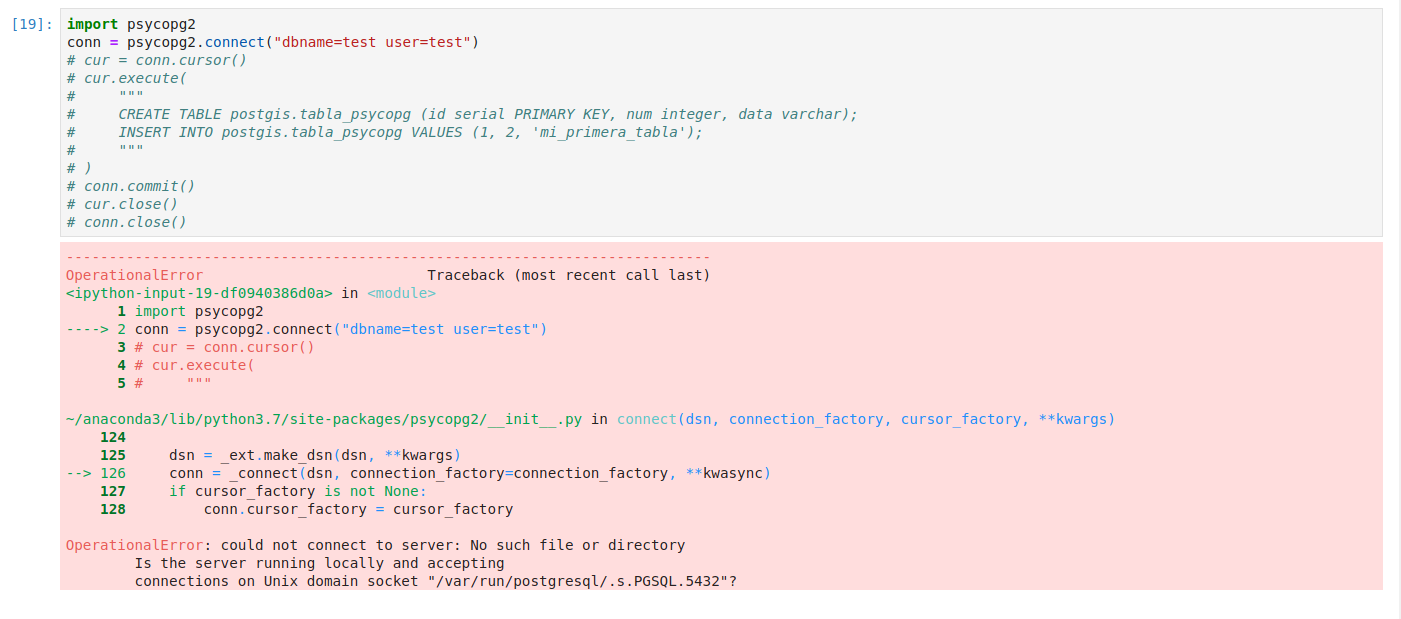 [19]: import psycopg2
conn = psycopg2.connect("dbname=test user=test")
# cur = conn.cursor()
# cur.execute(
#     """
#     CREATE TABLE postgis.tabla_psycopg (id serial PRIMARY KEY, num integer, data varchar);
#     INSERT INTO postgis.tabla_psycopg VALUES (1, 2, 'mi_primera_tabla');
#     """
# )
# conn.commit()
# cur.close()
# conn.close()
---------------------------------------------------------------------------
OperationalError                          Traceback (most recent call last)
<ipython-input-19-df0940386d0a> in <module>
      1 import psycopg2
----> 2 conn = psycopg2.connect("dbname=test user=test")
      3 # cur = conn.cursor()
      4 # cur.execute(
      5 #     """
~/anaconda3/lib/python3.7/site-packages/psycopg2/__init__.py in connect(dsn, connection_factory, cursor_factory, **kwargs)
    124
    125     dsn = _ext.make_dsn(dsn, **kwargs)
--> 126     conn = _connect(dsn, connection_factory=connection_factory, **kwasync)
    127     if cursor_factory is not None:
    128         conn.cursor_factory = cursor_factory
OperationalError: could not connect to server: No such file or directory
        Is the server running locally and accepting
        connections on Unix domain socket "/var/run/postgresql/.s.PGSQL.5432"?